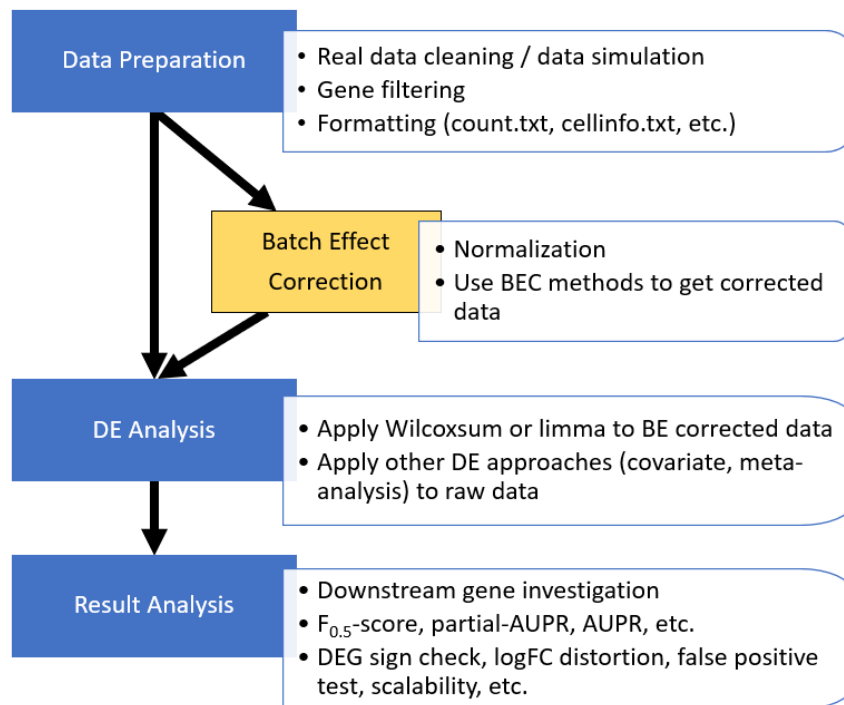 Data Preparation
• Real data cleaning / data simulation
• Gene filtering
• Formatting (count.txt, cellinfo.txt, etc.)
Batch Effect
Correction
• Normalization
• Use BEC methods to get corrected
data
DE Analysis
• Apply Wilcoxsum or limma to BE corrected data
• Apply other DE approaches (covariate, meta-
analysis) to raw data
Result Analysis
• Downstream gene investigation
• F0.5-score, partial-AUPR, AUPR, etc.
• DEG sign check, logFC distortion, false positive
test, scalability, etc.